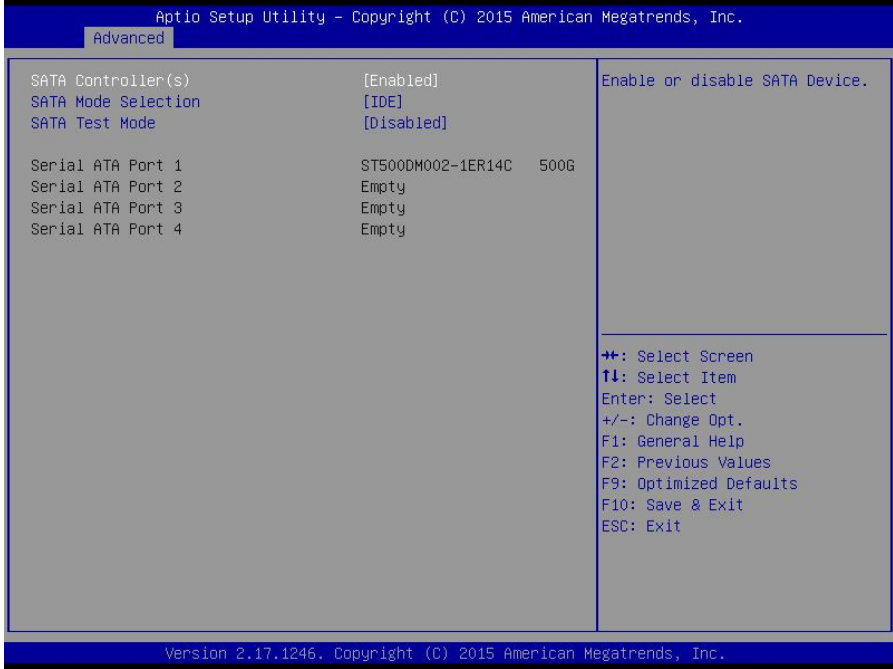 Aptio Setup Utility – Copyright (C) 2015 American Megatrends, Inc.
Advanced
SATA Controller(s) [Enabled]
SATA Mode Selection [IDE]
SATA Test Mode [Disabled]
Serial ATA Port 1 ST500DM002-1ER14C 500G
Serial ATA Port 2 Empty
Serial ATA Port 3 Empty
Serial ATA Port 4 Empty
Enable or disable SATA Device.
→←: Select Screen
↑↓: Select Item
Enter: Select
+/-: Change Opt.
F1: General Help
F2: Previous Values
F9: Optimized Defaults
F10: Save & Exit
ESC: Exit
Version 2.17.1246. Copyright (C) 2015 American Megatrends, Inc.